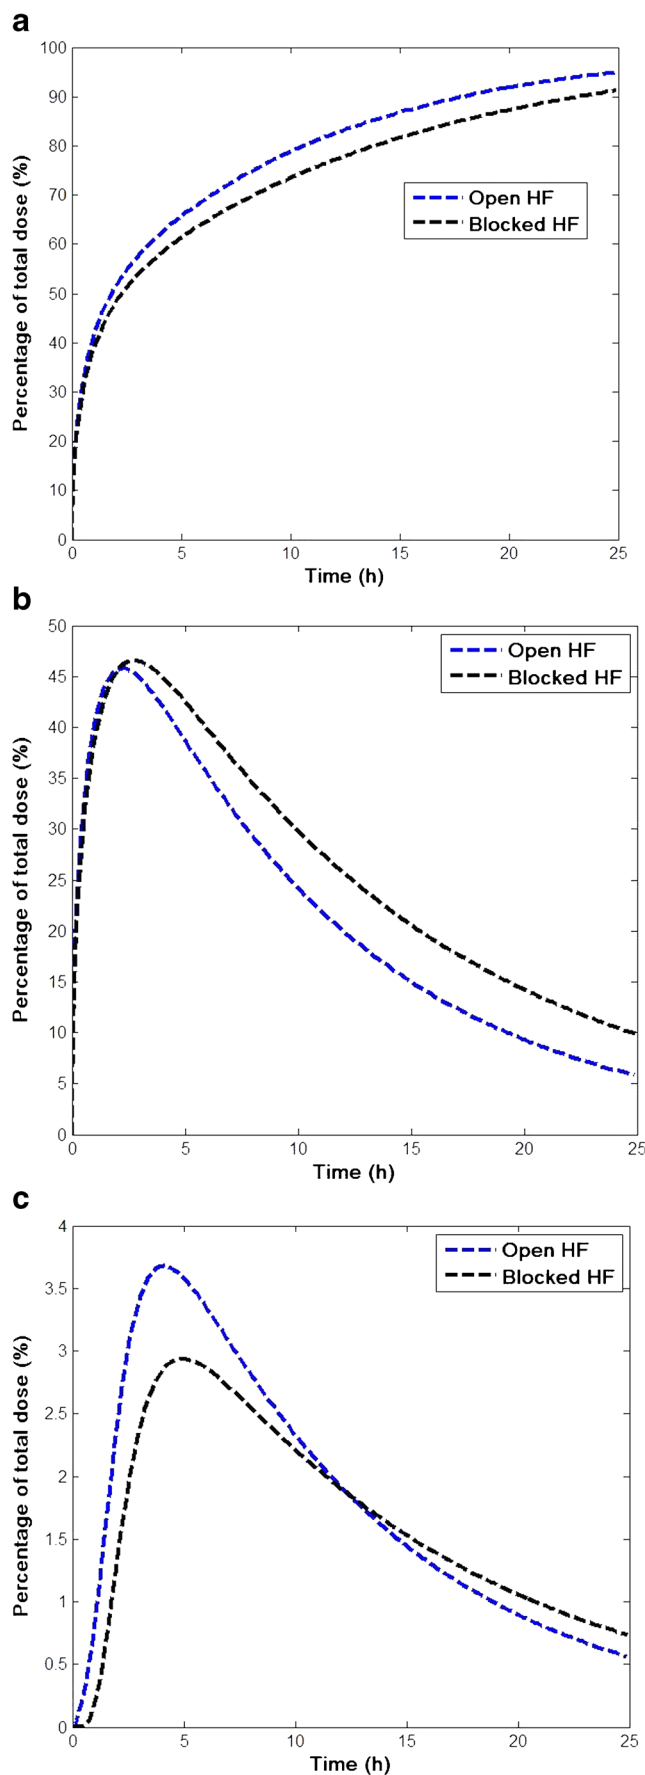 a
100
90
80
70
60
50
40
30
20
10
0
Percentage of total dose (%)
Open HF
Blocked HF
0 5 10 15 20 25
Time (h)
b
50
45
40
35
30
25
20
15
10
5
0
Percentage of total dose (%)
Open HF
Blocked HF
0 5 10 15 20 25
Time (h)
c
4
3.5
3
2.5
2
1.5
1
0.5
0
Percentage of total dose (%)
Open HF
Blocked HF
0 5 10 15 20 25
Time (h)